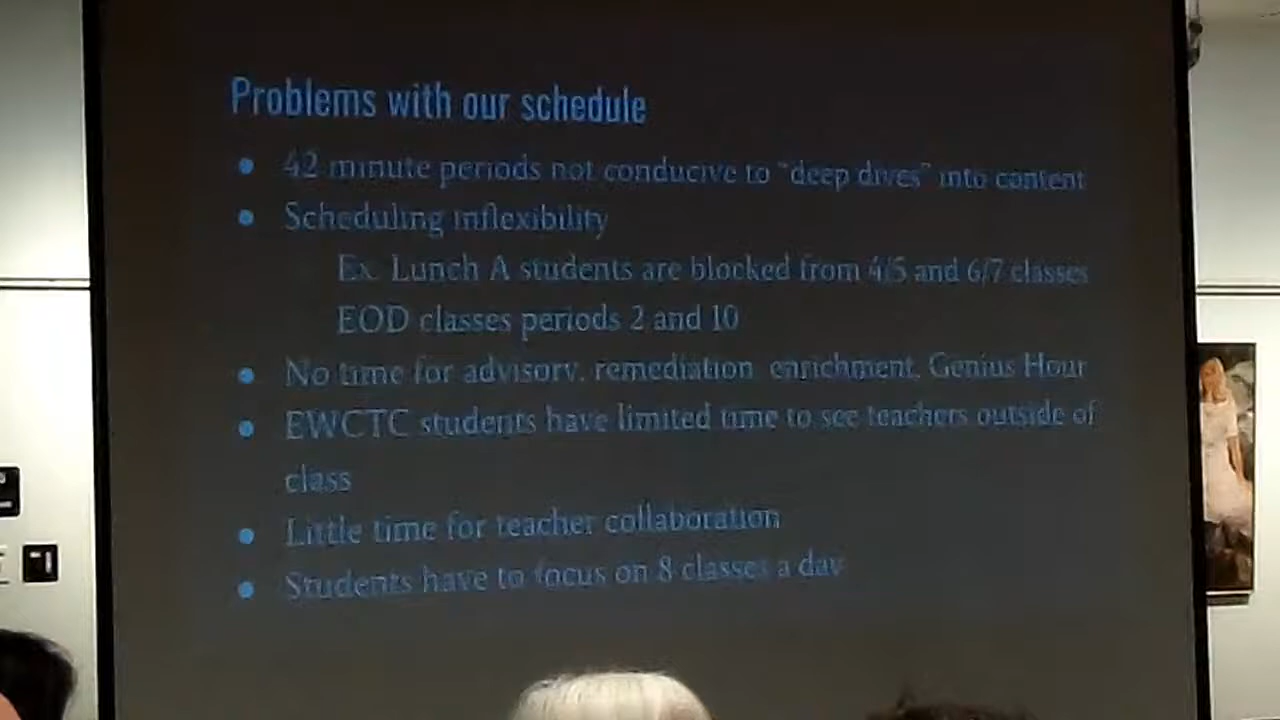 Problems with our schedule
● 42 minute periods not conducive to "deep dives" into content
● Scheduling inflexibility
Ex. Lunch A students are blocked from 4/5 and 6/7 classes
EOD classes periods 2 and 10
● No time for advisory, remediation enrichment, Genius Hour
● EWCTC students have limited time to see teachers outside of
class
● Little time for teacher collaboration
● Students have to focus on 8 classes a day